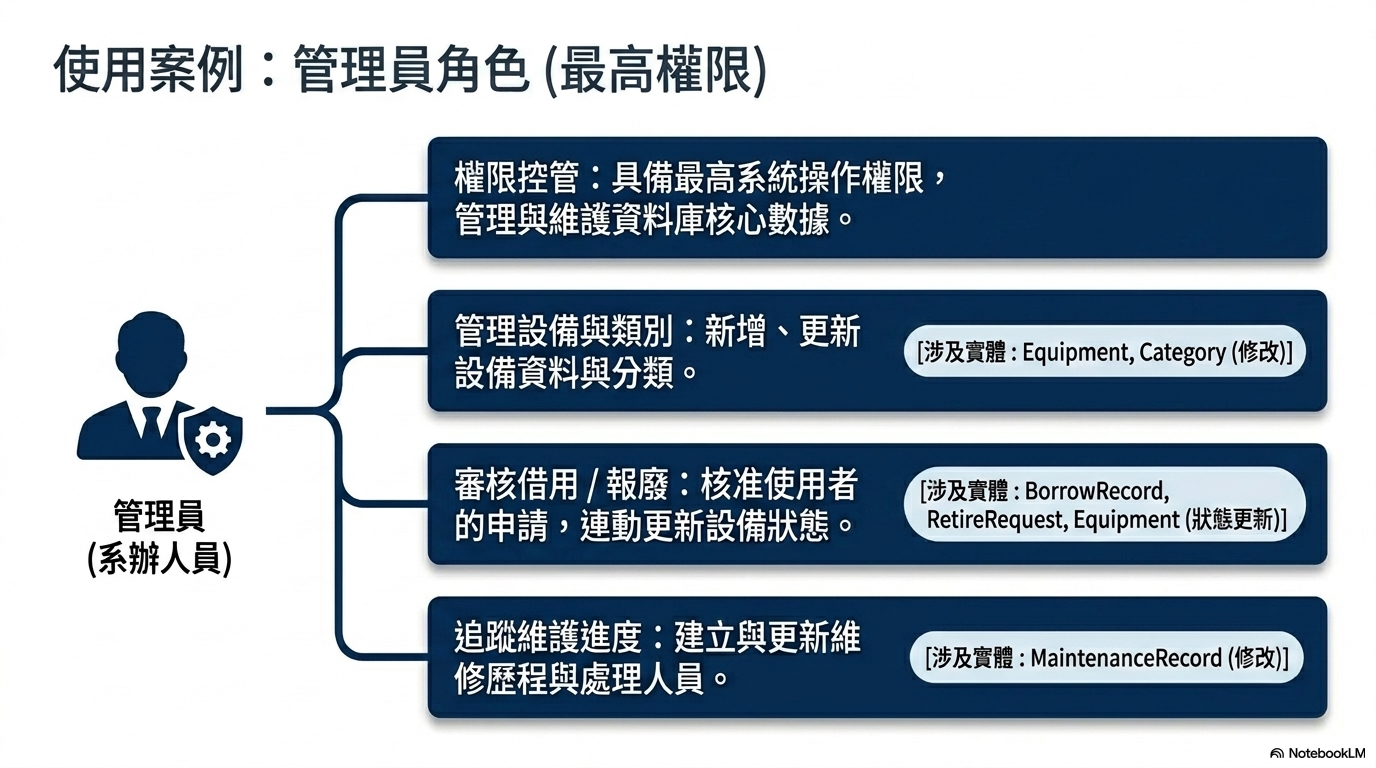 使用案例：管理員角色 (最高權限)
權限控管：具備最高系統操作權限，
管理與維護資料庫核心數據。
管理設備與類別：新增、更新
設備資料與分類。
[涉及實體 : Equipment, Category (修改)]
審核借用 / 報廢：核准使用者
的申請，連動更新設備狀態。
[涉及實體 : BorrowRecord,
RetireRequest, Equipment (狀態更新)]
追蹤維護進度：建立與更新維
修歷程與處理人員。
[涉及實體 : MaintenanceRecord (修改)]
管理員
(系辦人員)
NotebookLM